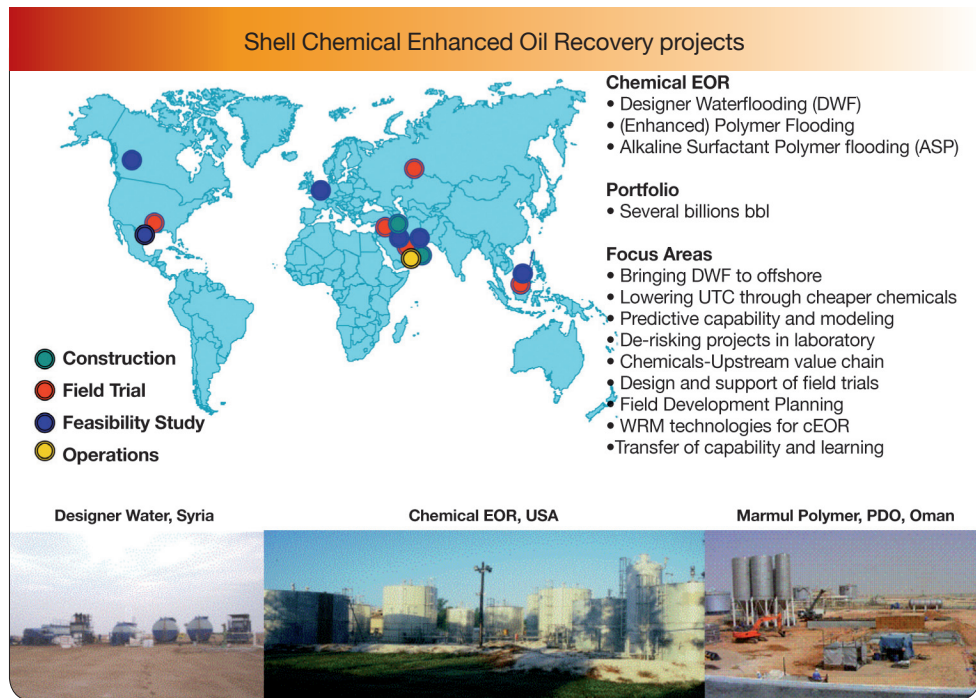 Shell Chemical Enhanced Oil Recovery projects
Chemical EOR
• Designer Waterflooding (DWF)
• (Enhanced) Polymer Flooding
• Alkaline Surfactant Polymer flooding (ASP)
Portfolio
• Several billions bbl
Focus Areas
• Bringing DWF to offshore
• Lowering UTC through cheaper chemicals
• Predictive capability and modeling
• De-risking projects in laboratory
• Chemicals-Upstream value chain
• Design and support of field trials
• Field Development Planning
• WRM technologies for cEOR
•Transfer of capability and learning
Construction
Field Trial
Feasibility Study
Operations
Designer Water, Syria
Chemical EOR, USA
Marmul Polymer, PDO, Oman